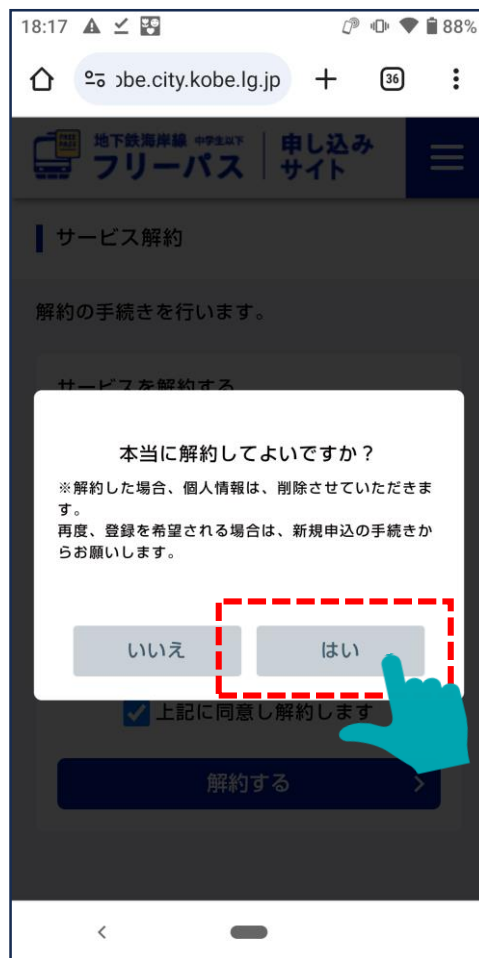 18:17 88%
obe.city.kobe.lg.jp 36
FREE PASS
地下鉄海岸線 中学生以下
フリーパス
申し込み
サイト
サービス解約
解約の手続きを行います。
サービスを解約する
本当に解約してよいですか？
※解約した場合、個人情報は、削除させていただきま
す。
再度、登録を希望される場合は、新規申込の手続きか
らお願いします。
いいえ はい
上記に同意し解約します
解約する